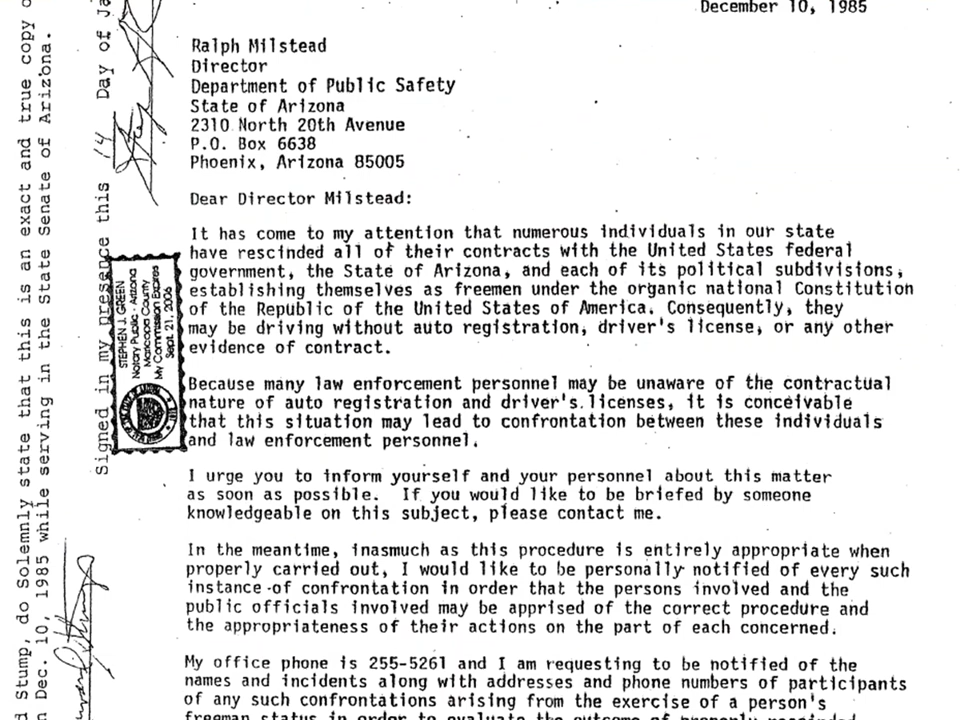 December 10, 1985
Ralph Milstead
Director
Department of Public Safety
State of Arizona
2310 North 20th Avenue
P.O. Box 6638
Phoenix, Arizona 85005
Dear Director Milstead:
It has come to my attention that numerous individuals in our state
have rescinded all of their contracts with the United States federal
government, the State of Arizona, and each of its political subdivisions,
establishing themselves as freemen under the organic national Constitution
of the Republic of the United States of America. Consequently, they
may be driving without auto registration, driver's license, or any other
evidence of contract.
Because many law enforcement personnel may be unaware of the contractual
nature of auto registration and driver's licenses, it is conceivable
that this situation may lead to confrontation between these individuals
and law enforcement personnel.
I urge you to inform yourself and your personnel about this matter
as soon as possible. If you would like to be briefed by someone
knowledgeable on this subject, please contact me.
In the meantime, inasmuch as this procedure is entirely appropriate when
properly carried out, I would like to be personally notified of every such
instance of confrontation in order that the persons involved and the
public officials involved may be apprised of the correct procedure and
the appropriateness of their actions on the part of each concerned.
My office phone is 255-5261 and I am requesting to be notified of the
names and incidents along with addresses and phone numbers of participants
of any such confrontations arising from the exercise of a person's
freeman status in order to evaluate the outcome of properly rescinded
Stump, do Solemnly state that this is an exact and true copy
Dec. 10, 1985 while serving in the State Senate of Arizona.
Signed in my presence this 14 Day of
STEPHEN J. GREEN
Notary Public - Arizona
Maricopa County
My Commission Expires
Sept. 21, 2006